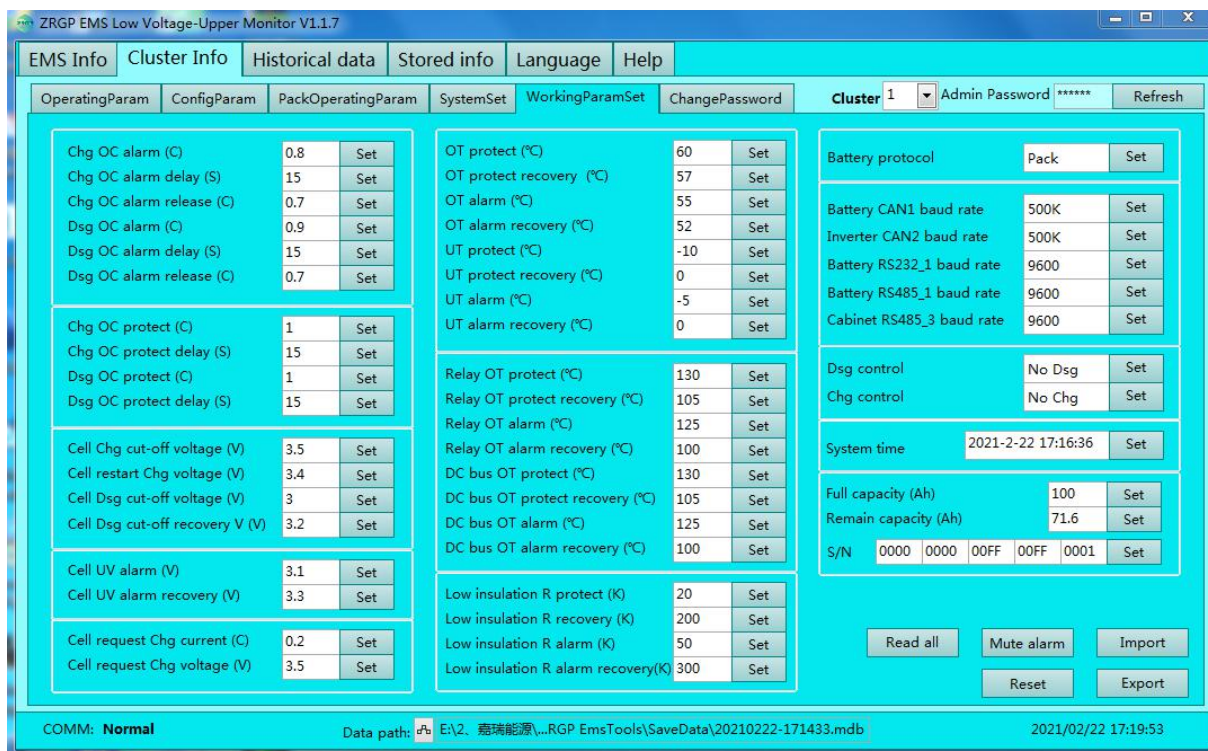 ZRGP EMS Low Voltage-Upper Monitor V1.1.7
EMS Info Cluster Info Historical data Stored info Language Help
OperatingParam ConfigParam PackOperatingParam SystemSet WorkingParamSet ChangePassword Cluster 1 Admin Password ****** Refresh
Chg OC alarm (C) 0.8 Set
Chg OC alarm delay (S) 15 Set
Chg OC alarm release (C) 0.7 Set
Dsg OC alarm (C) 0.9 Set
Dsg OC alarm delay (S) 15 Set
Dsg OC alarm release (C) 0.7 Set
Chg OC protect (C) 1 Set
Chg OC protect delay (S) 15 Set
Dsg OC protect (C) 1 Set
Dsg OC protect delay (S) 15 Set
Cell Chg cut-off voltage (V) 3.5 Set
Cell restart Chg voltage (V) 3.4 Set
Cell Dsg cut-off voltage (V) 3 Set
Cell Dsg cut-off recovery V (V) 3.2 Set
Cell UV alarm (V) 3.1 Set
Cell UV alarm recovery (V) 3.3 Set
Cell request Chg current (C) 0.2 Set
Cell request Chg voltage (V) 3.5 Set
OT protect (℃) 60 Set
OT protect recovery (℃) 57 Set
OT alarm (℃) 55 Set
OT alarm recovery (℃) 52 Set
UT protect (℃) -10 Set
UT protect recovery (℃) 0 Set
UT alarm (℃) -5 Set
UT alarm recovery (℃) 0 Set
Relay OT protect (℃) 130 Set
Relay OT protect recovery (℃) 105 Set
Relay OT alarm (℃) 125 Set
Relay OT alarm recovery (℃) 100 Set
DC bus OT protect (℃) 130 Set
DC bus OT protect recovery (℃) 105 Set
DC bus OT alarm (℃) 125 Set
DC bus OT alarm recovery (℃) 100 Set
Low insulation R protect (K) 20 Set
Low insulation R recovery (K) 200 Set
Low insulation R alarm (K) 50 Set
Low insulation R alarm recovery(K) 300 Set
Battery protocol Pack Set
Battery CAN1 baud rate 500K Set
Inverter CAN2 baud rate 500K Set
Battery RS232_1 baud rate 9600 Set
Battery RS485_1 baud rate 9600 Set
Cabinet RS485_3 baud rate 9600 Set
Dsg control No Dsg Set
Chg control No Chg Set
System time 2021-2-22 17:16:36 Set
Full capacity (Ah) 100 Set
Remain capacity (Ah) 71.6 Set
S/N 0000 0000 00FF 00FF 0001 Set
Read all Mute alarm Import
Reset Export
COMM: Normal Data path: E:\2、嘉瑞能源\...RGP EmsTools\SaveData\20210222-171433.mdb 2021/02/22 17:19:53